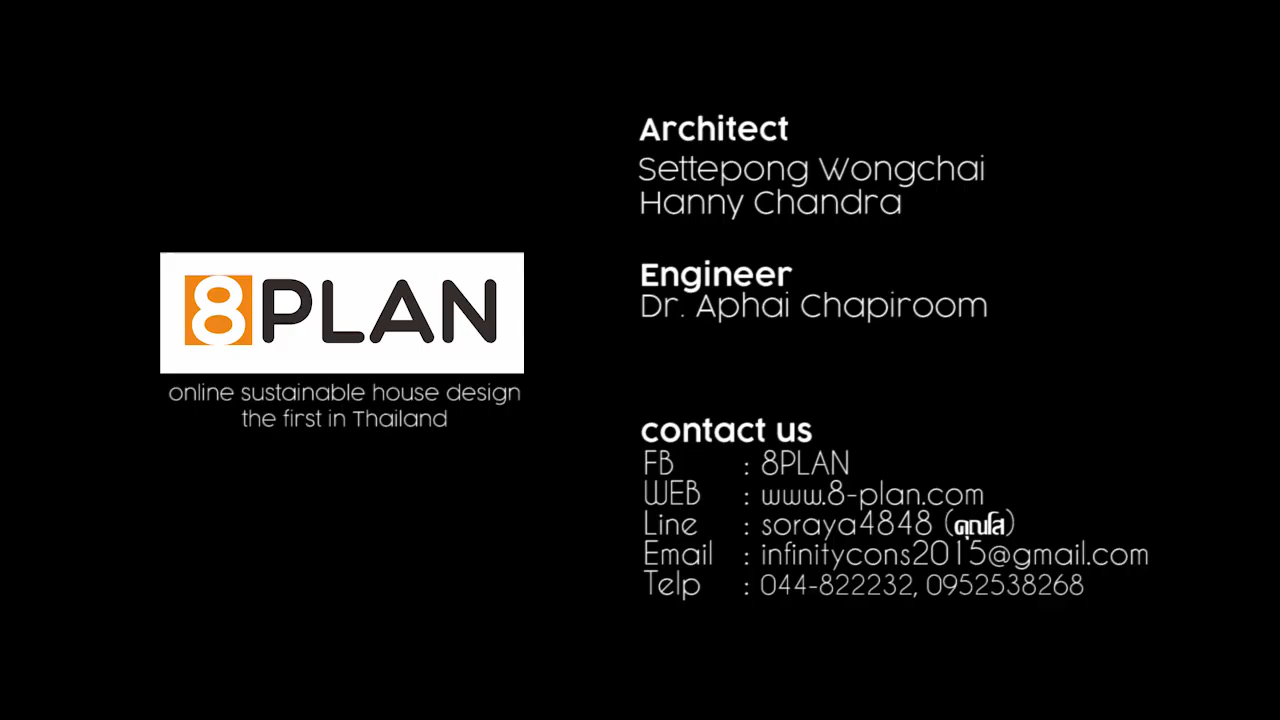 8PLAN
online sustainable house design
the first in Thailand
Architect
Settepong Wongchai
Hanny Chandra
Engineer
Dr. Aphai Chapiroom
contact us
FB : 8PLAN
WEB : www.8-plan.com
Line : soraya4848 (คุณโส)
Email : infinitycons2015@gmail.com
Telp : 044-822232, 0952538268